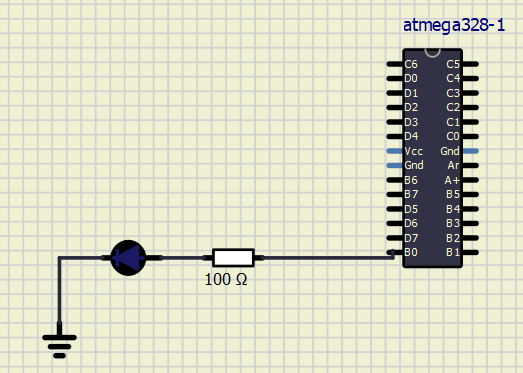 atmega328-1
C6 C5
D0 C4
D1 C3
D2 C2
D3 C1
D4 C0
Vcc Gnd
Gnd Ar
B6 A+
B7 B5
D5 B4
D6 B3
D7 B2
B0 B1
100 Ω